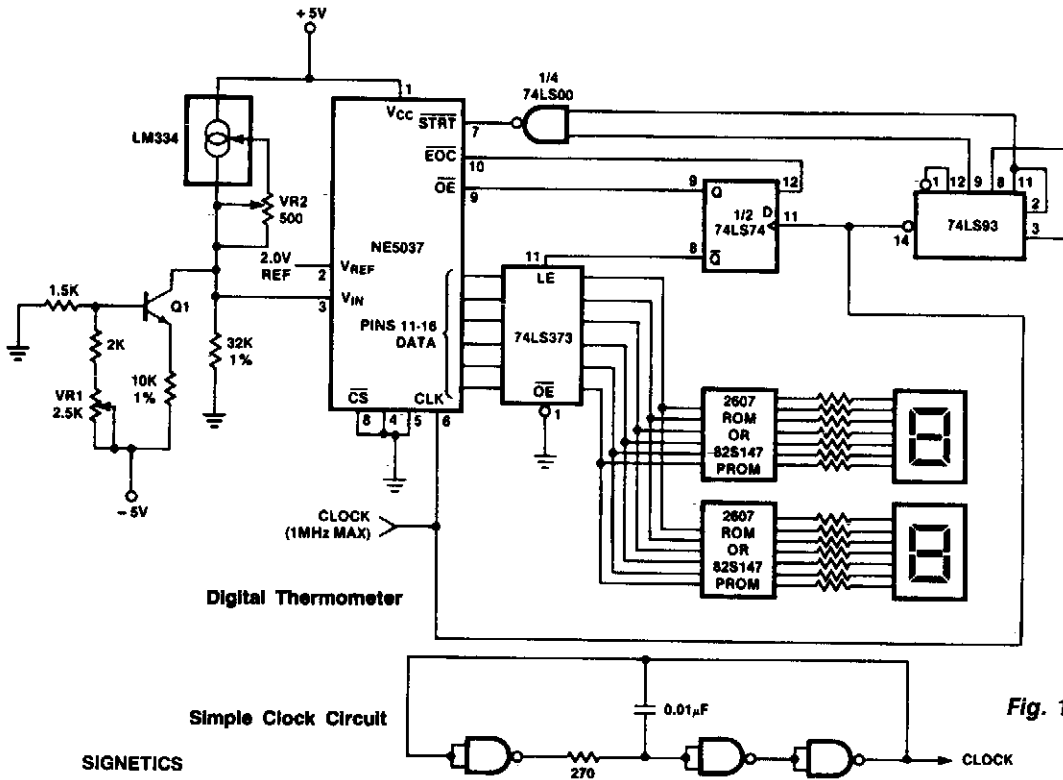 +5V
1/4
74LS00
1
VCC
STRT
7
LM334
EOC
10
OE
9
VR2
500
NE5037
2.0V
REF
2
VREF
3
VIN
1.5K
Q1
2K
VR1
2.5K
10K
1%
32K
1%
-5V
PINS 11-16
DATA
CS
CLK
8
4
5
6
CLOCK
(1MHz MAX)
11
LE
74LS373
OE
1
9
Q
12
D
1/2
74LS74
11
8
Q
1
12
9
8
11
2
3
14
74LS93
2607
ROM
OR
82S147
PROM
2607
ROM
OR
82S147
PROM
Digital Thermometer
Simple Clock Circuit
0.01µF
270
CLOCK
Fig. 1
SIGNETICS